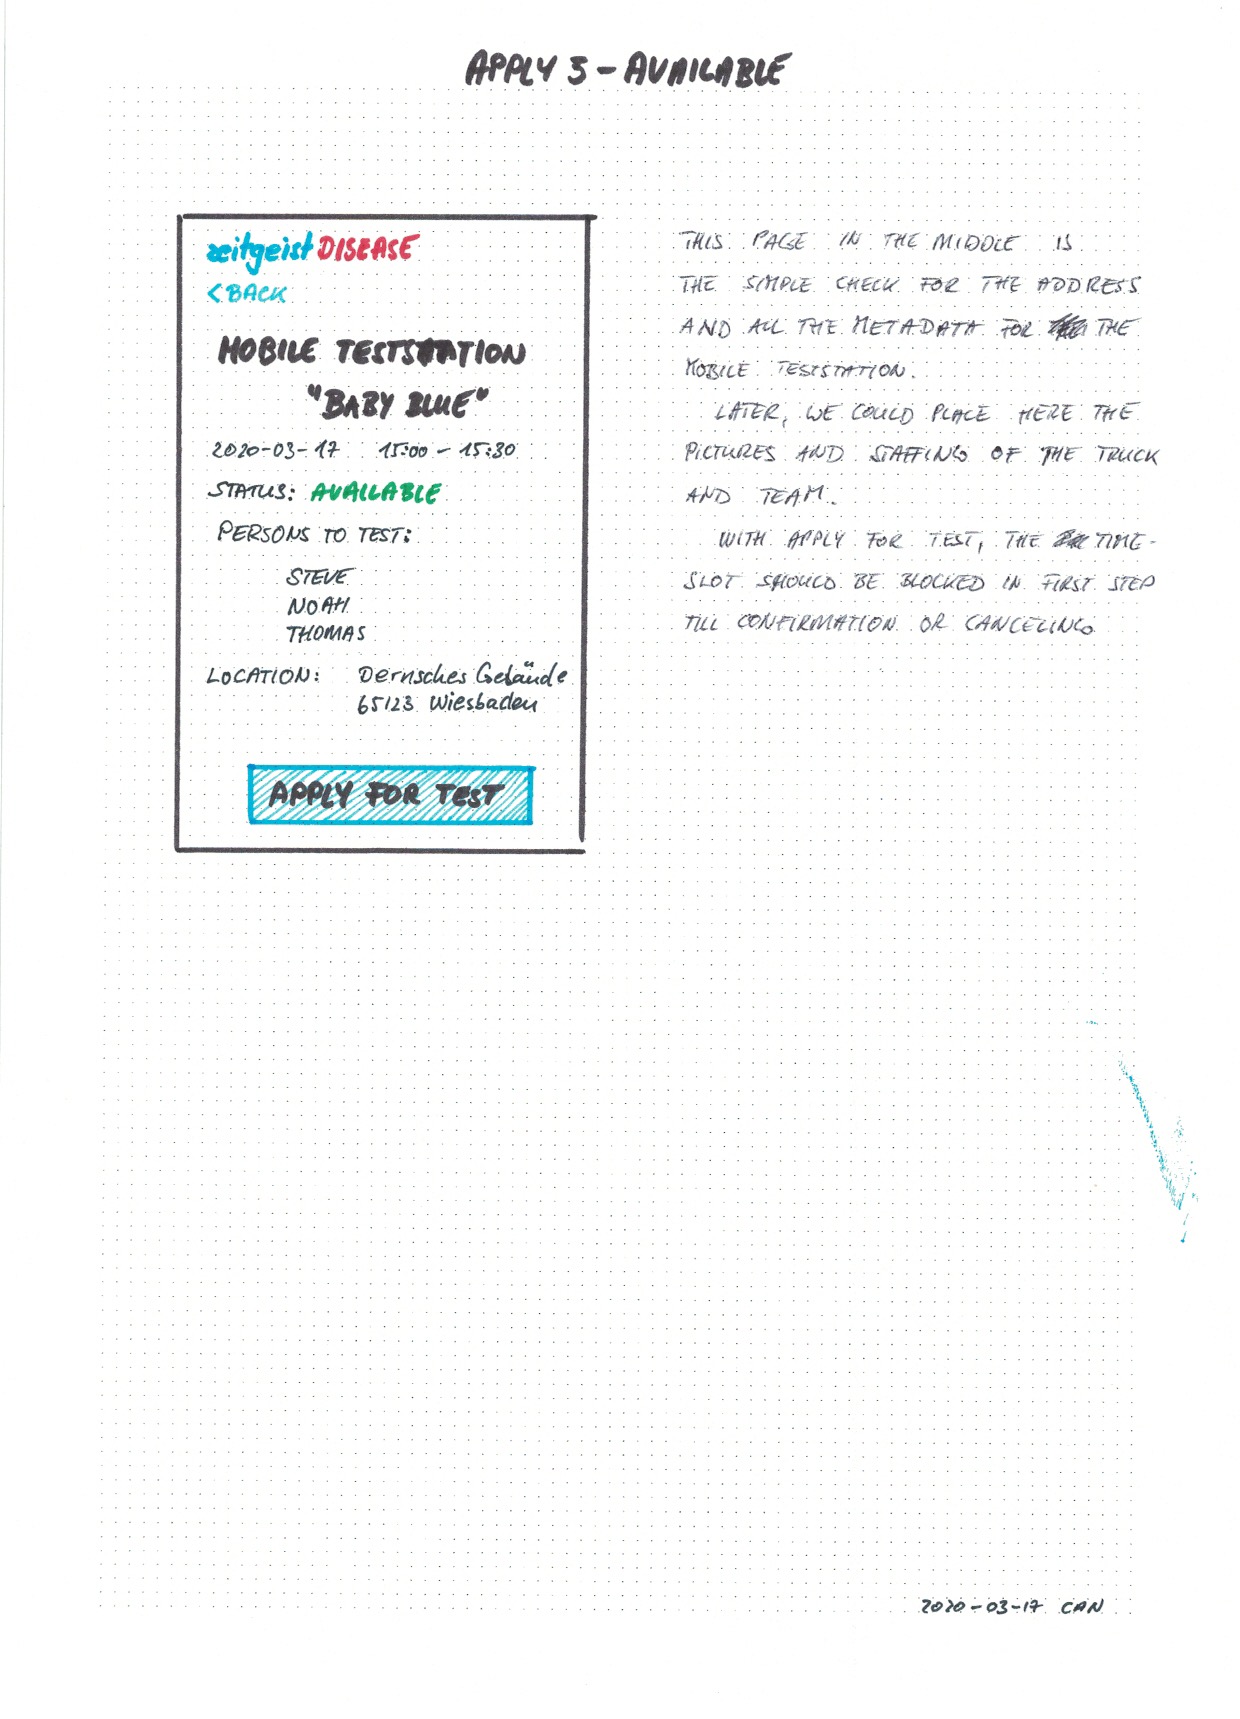 APPLY 3 - AVAILABLE
zeitgeist DISEASE
< BACK
MOBILE TESTSTATION
"BABY BLUE"
2020-03-17 15:00 - 15:30
STATUS: AVAILABLE
PERSONS TO TEST:
STEVE
NOAH
THOMAS
LOCATION: Dernsches Gelände
65123 Wiesbaden
APPLY FOR TEST
THIS PAGE IN THE MIDDLE IS
THE SIMPLE CHECK FOR THE ADDRESS
AND ALL THE METADATA FOR THE
MOBILE TESTSTATION.
LATER, WE COULD PLACE HERE THE
PICTURES AND STAFFING OF THE TRUCK
AND TEAM.
WITH APPLY FOR TEST, THE TIME-
SLOT SHOULD BE BLOCKED IN FIRST STEP
TILL CONFIRMATION OR CANCELING
2020-03-17 CAN